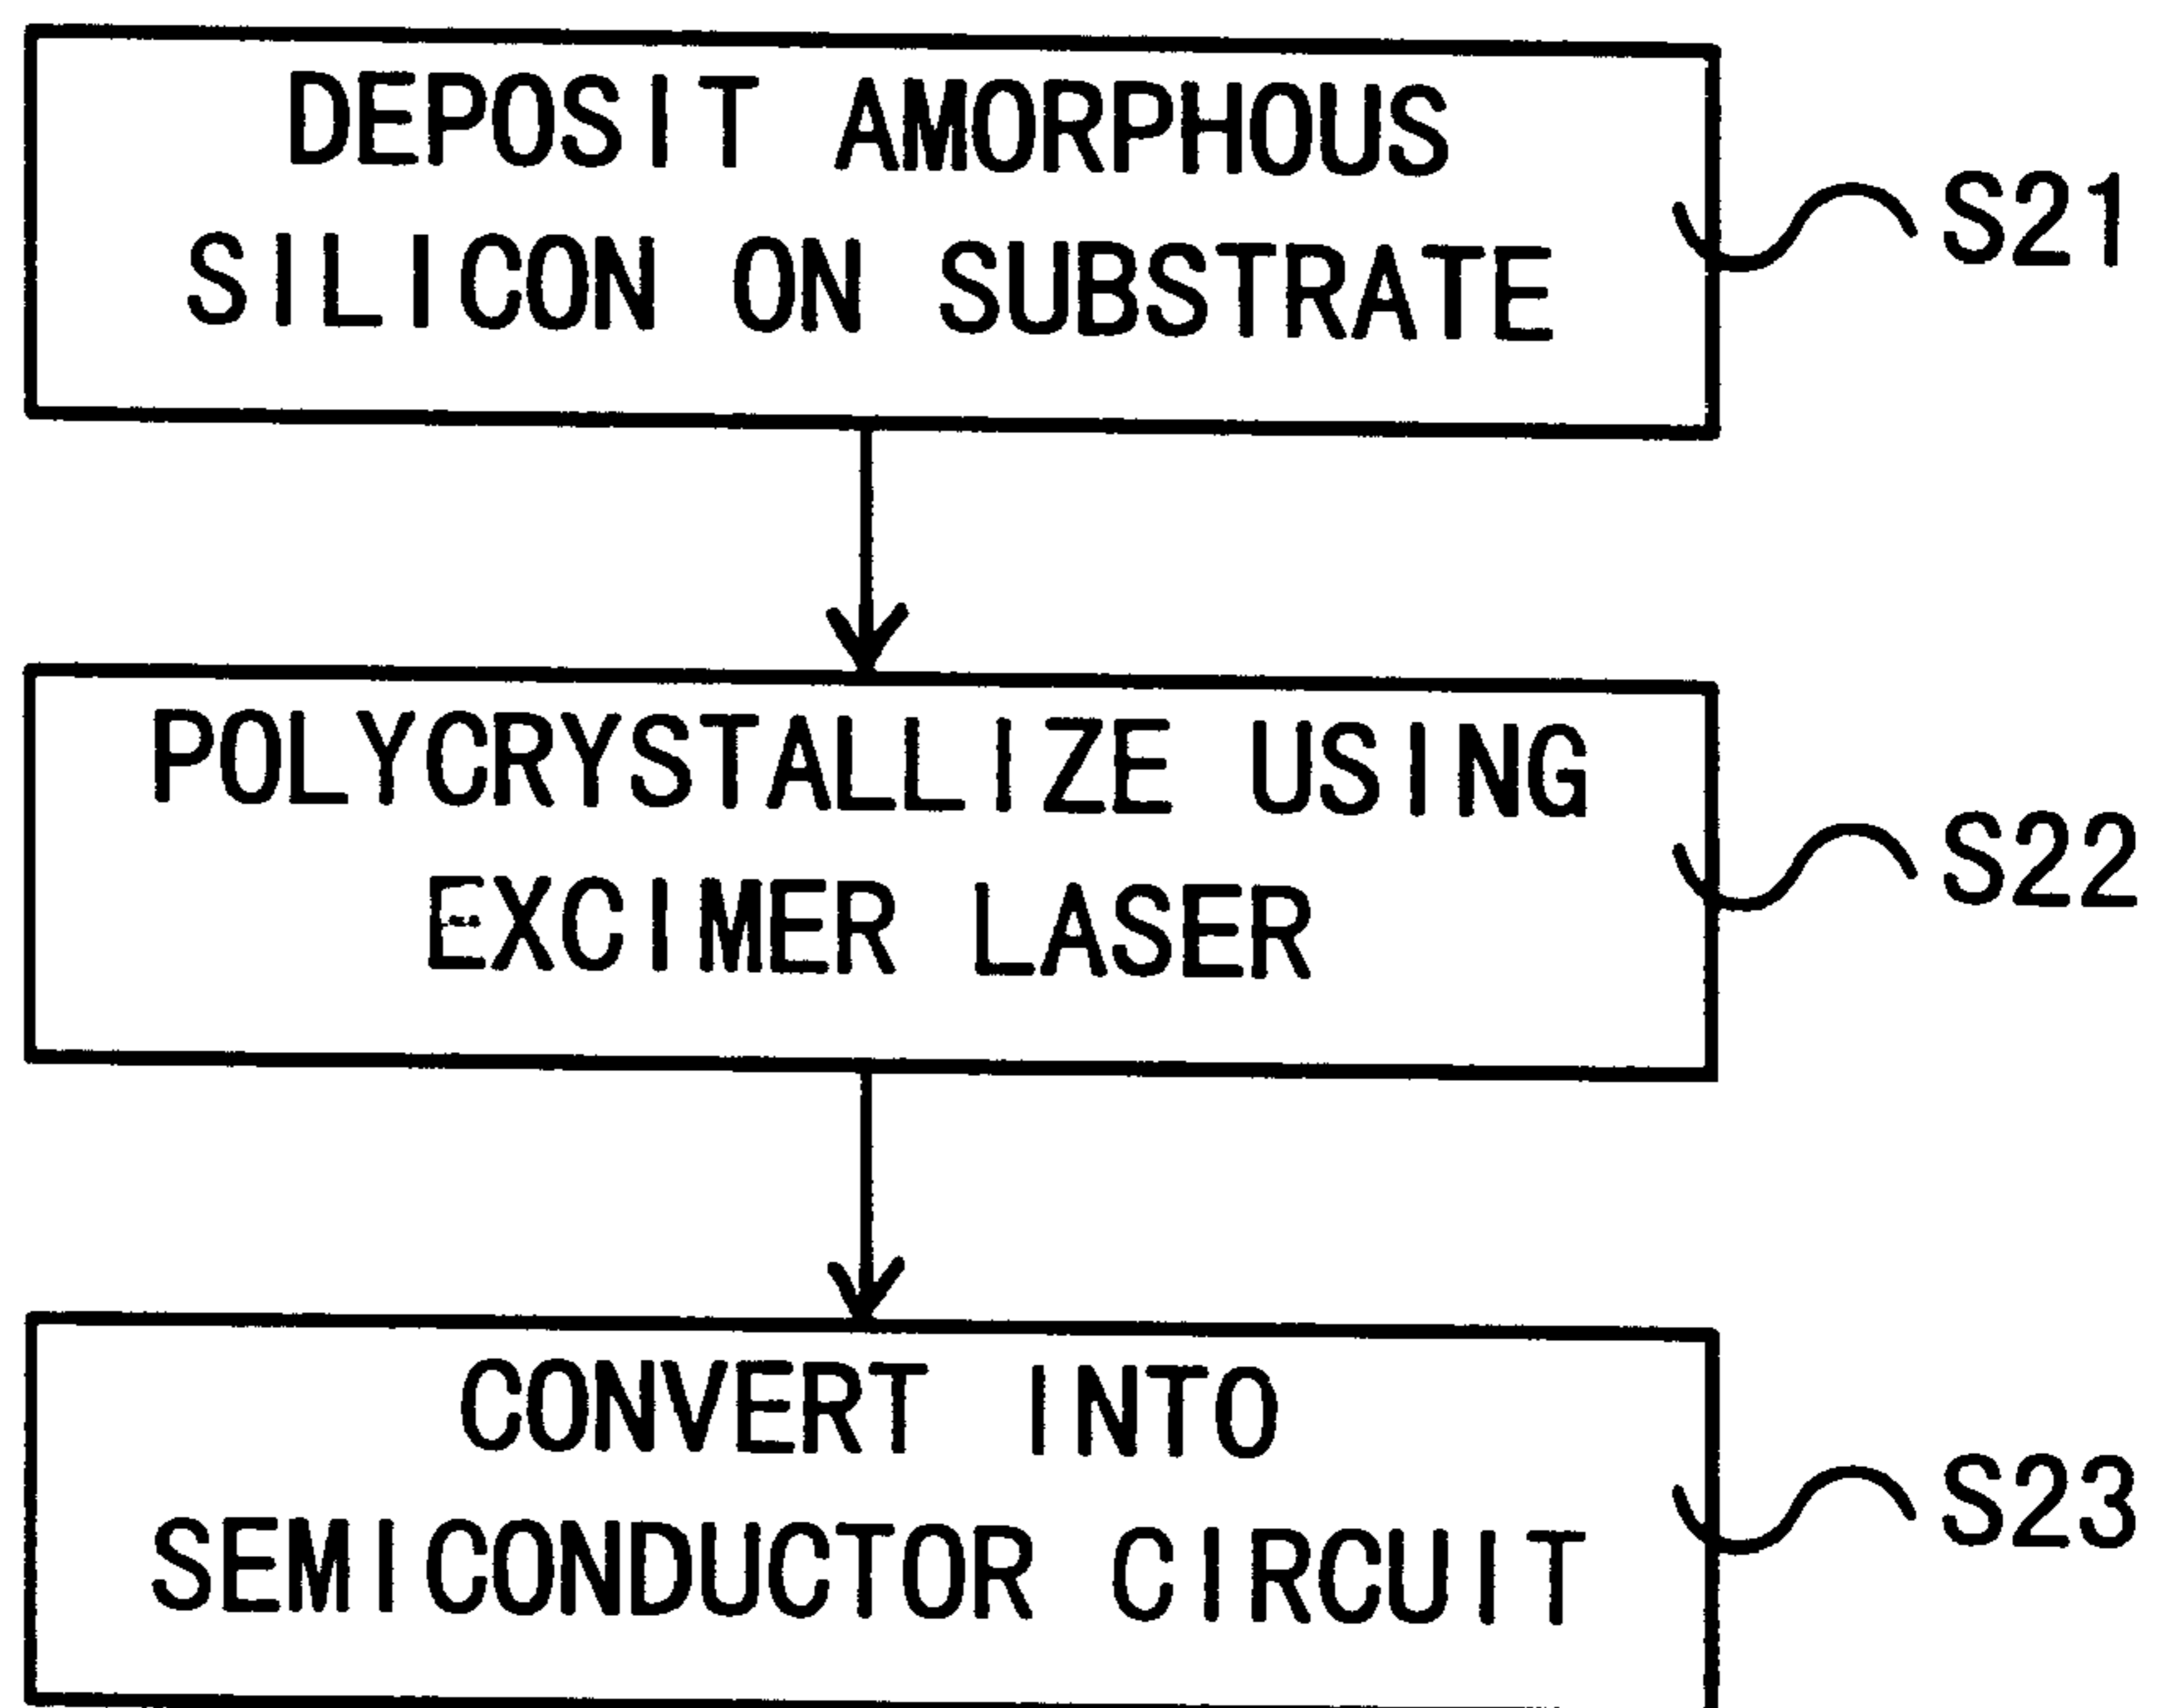 DEPOSIT AMORPHOUS
SILICON ON SUBSTRATE
S21
POLYCRYSTALLIZE USING
EXCIMER LASER
S22
CONVERT INTO
SEMICONDUCTOR CIRCUIT
S23